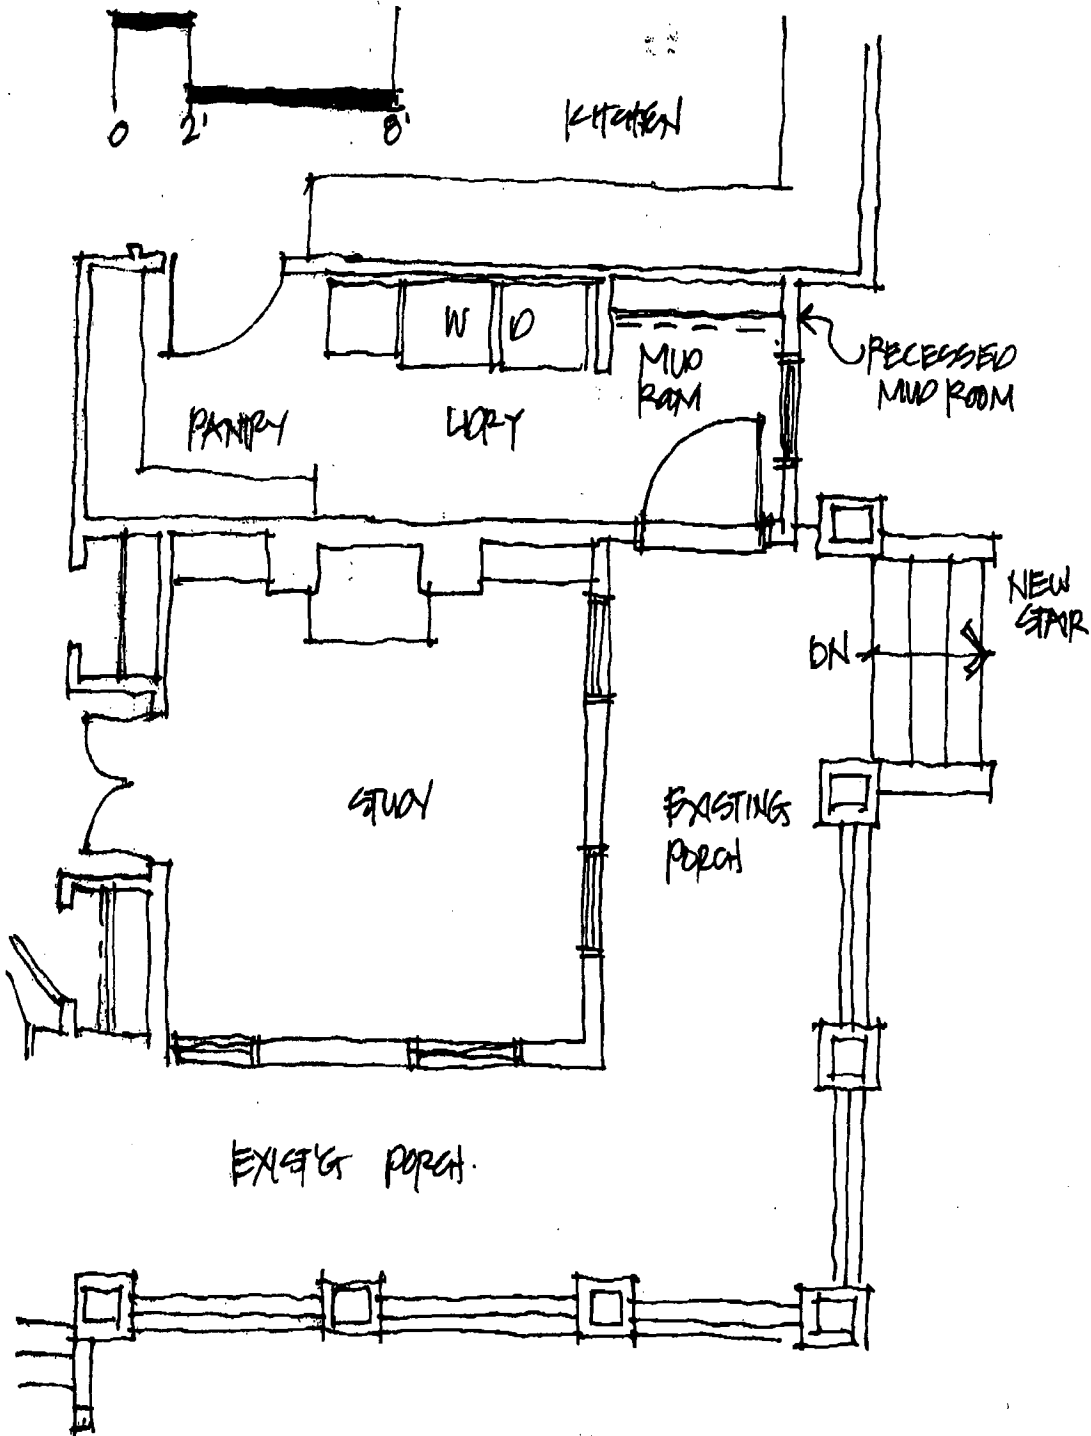 0 2' 8'
KITCHEN
W D
MUD
ROOM
RECESSED
MUD ROOM
PANTRY
LDRY
NEW
STAIR
DN
STUDY
EXISTING
PORCH
EXIST'G PORCH.